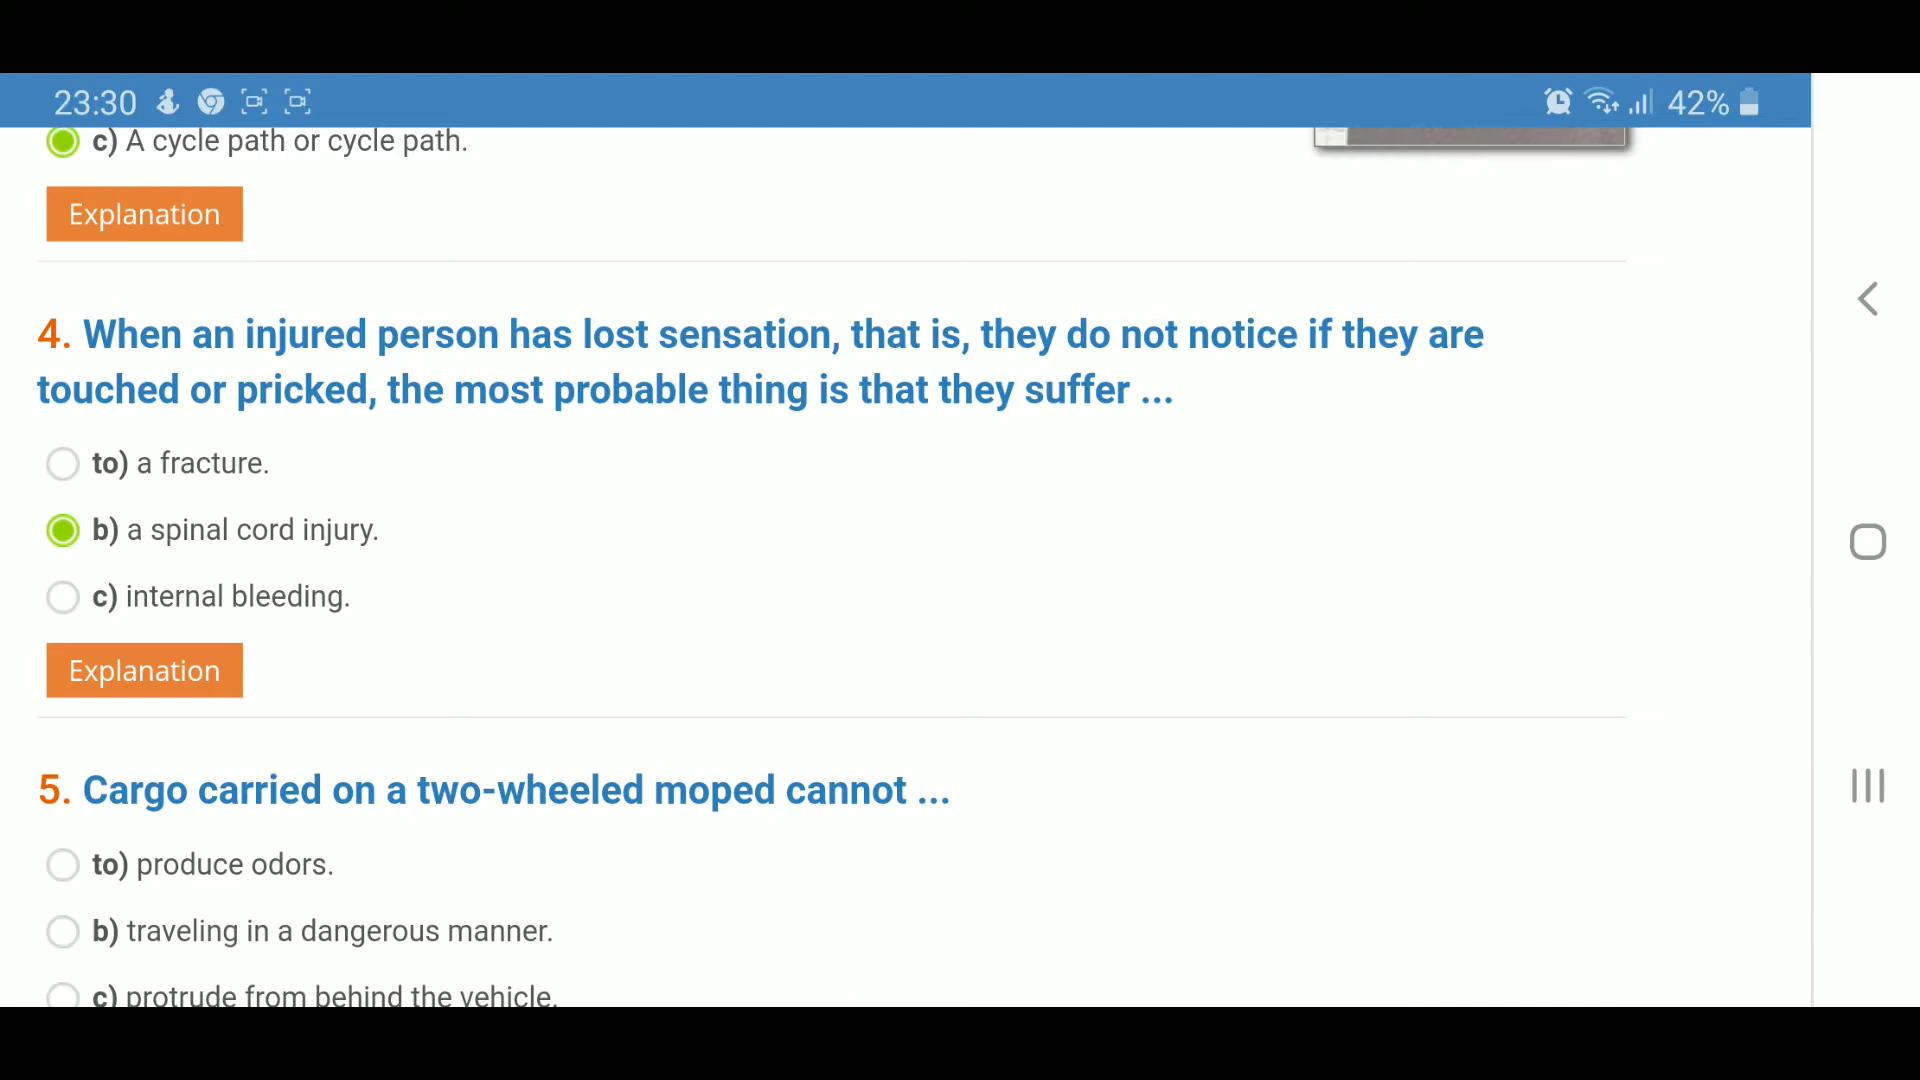 23:30
42%
c) A cycle path or cycle path.
Explanation
4. When an injured person has lost sensation, that is, they do not notice if they are
touched or pricked, the most probable thing is that they suffer ...
to) a fracture.
b) a spinal cord injury.
c) internal bleeding.
Explanation
5. Cargo carried on a two-wheeled moped cannot ...
to) produce odors.
b) traveling in a dangerous manner.
c) protrude from behind the vehicle.